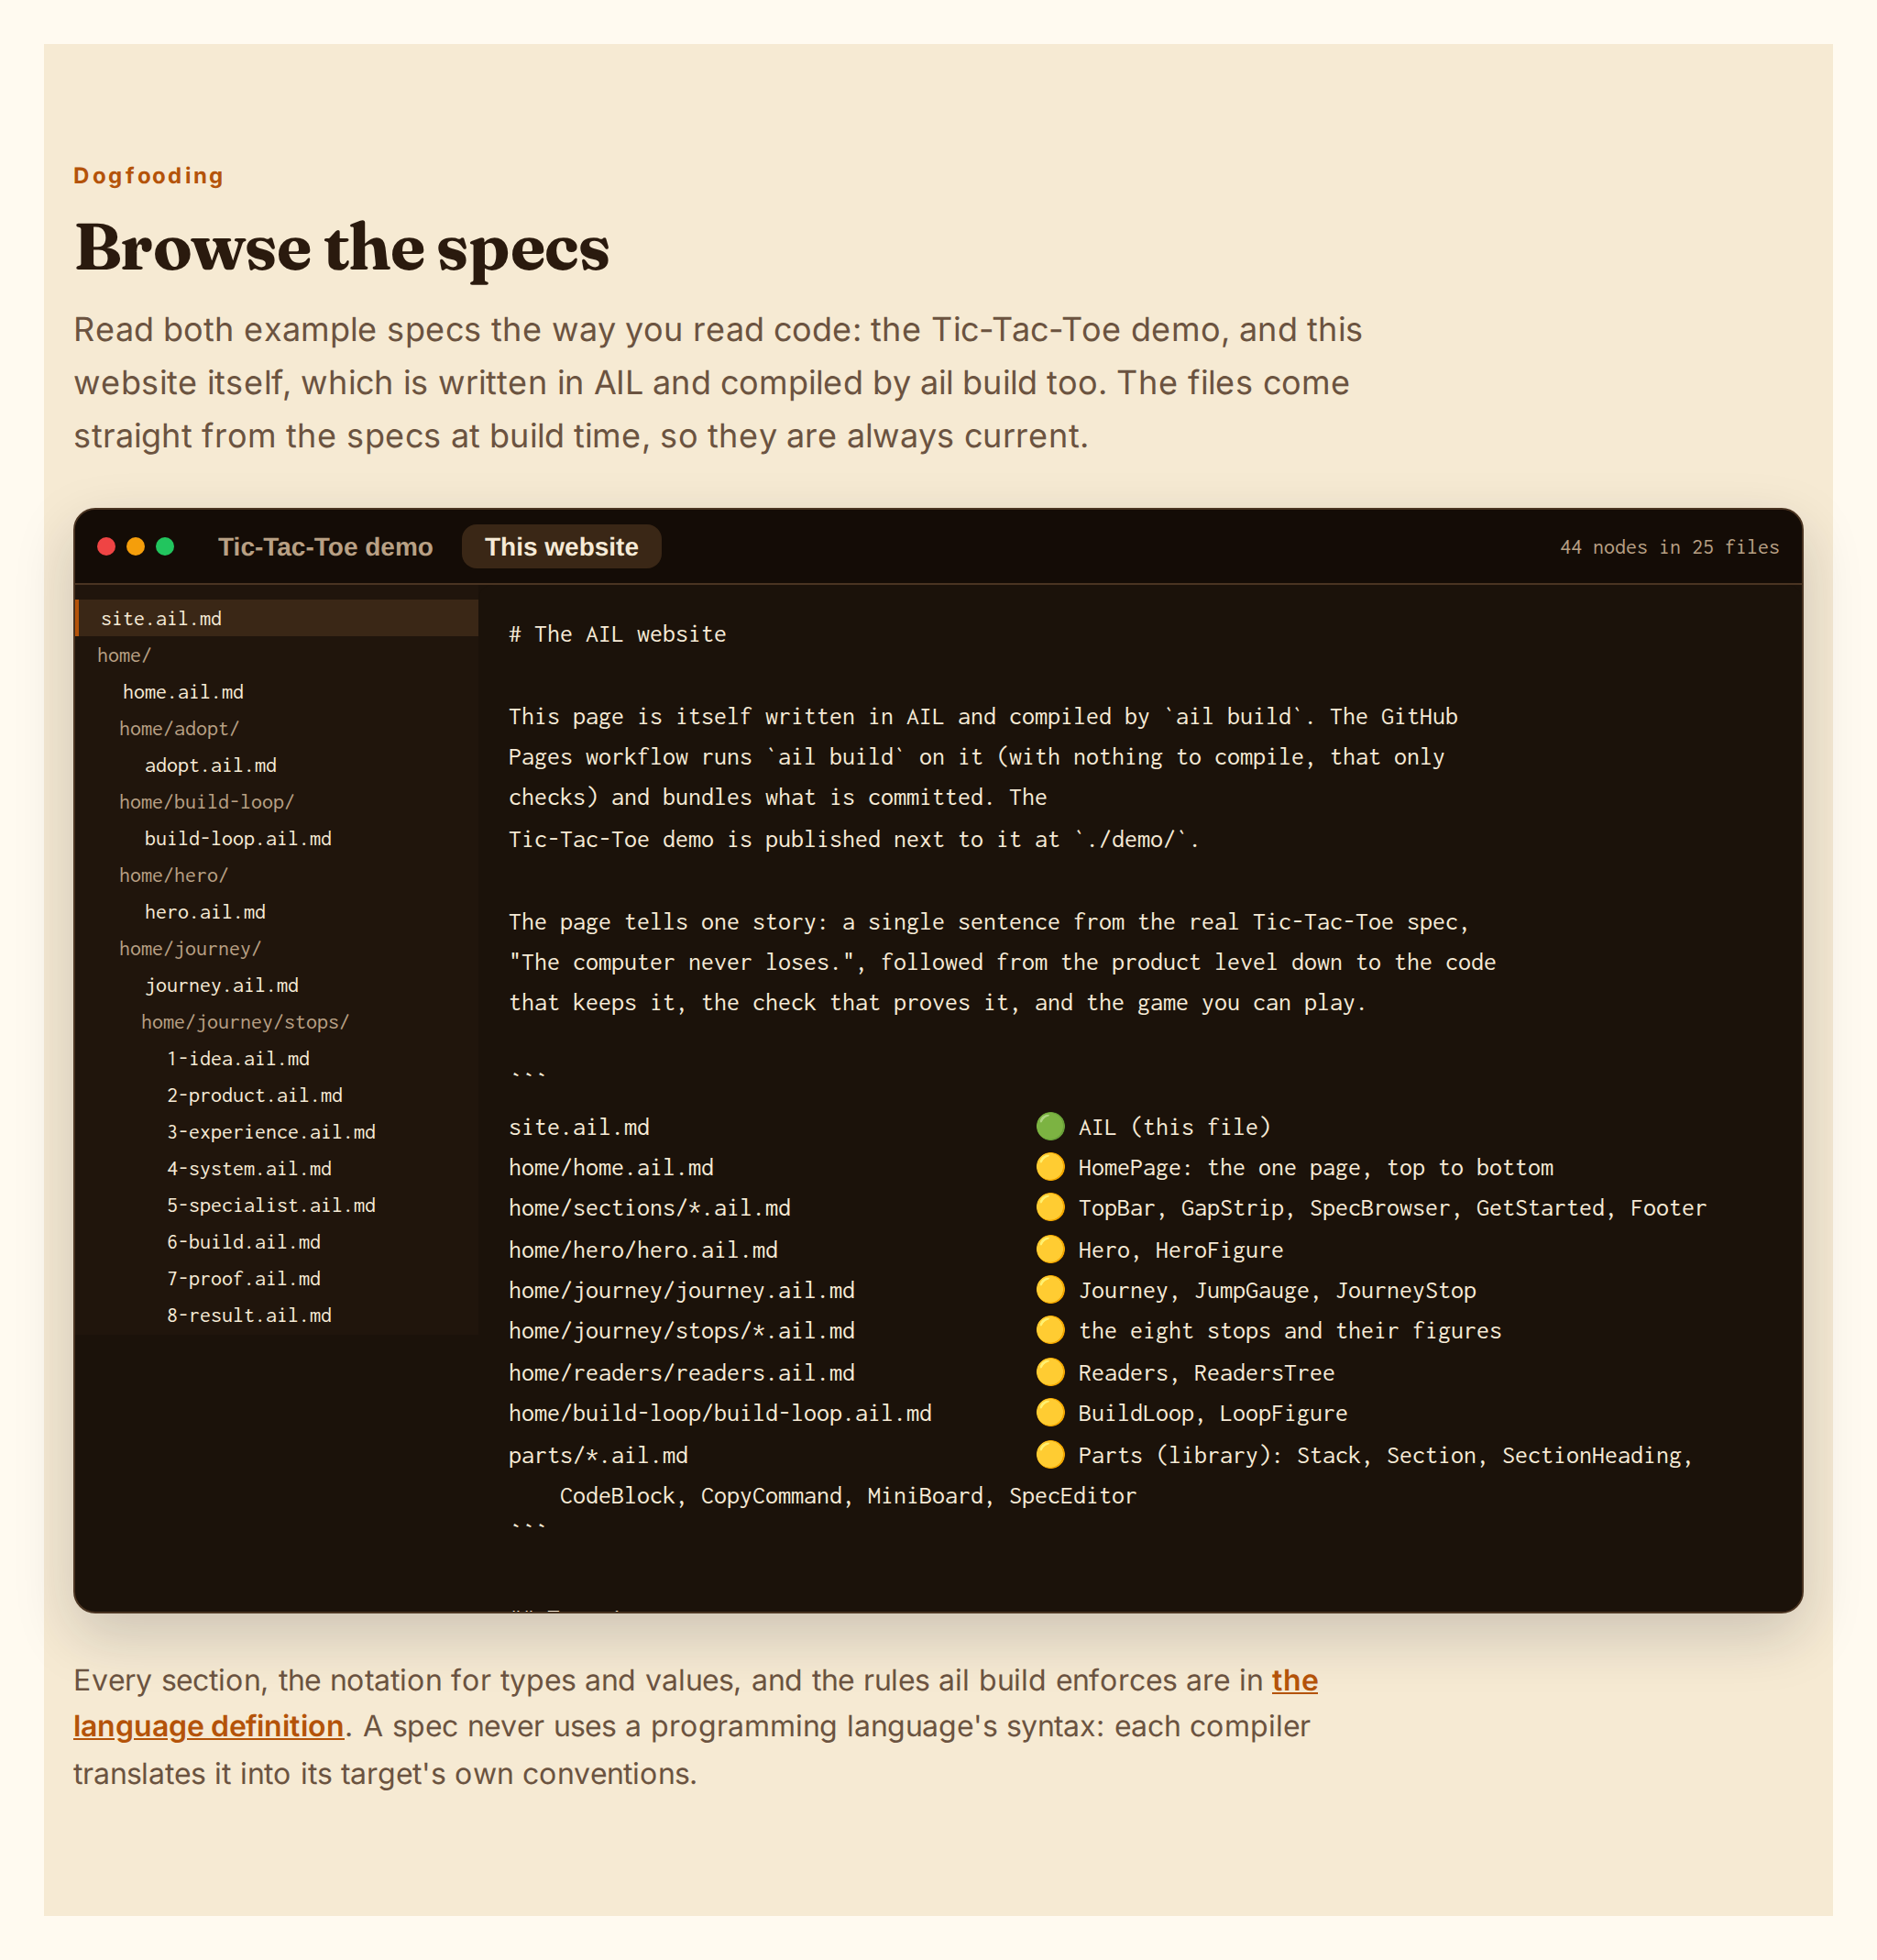 Dogfooding
Browse the specs
Read both example specs the way you read code: the Tic-Tac-Toe demo, and this
website itself, which is written in AIL and compiled by ail build too. The files come
straight from the specs at build time, so they are always current.
Tic-Tac-Toe demo
This website
44 nodes in 25 files
site.ail.md
home/
home.ail.md
home/adopt/
adopt.ail.md
home/build-loop/
build-loop.ail.md
home/hero/
hero.ail.md
home/journey/
journey.ail.md
home/journey/stops/
1-idea.ail.md
2-product.ail.md
3-experience.ail.md
4-system.ail.md
5-specialist.ail.md
6-build.ail.md
7-proof.ail.md
8-result.ail.md
# The AIL website
This page is itself written in AIL and compiled by `ail build`. The GitHub
Pages workflow runs `ail build` on it (with nothing to compile, that only
checks) and bundles what is committed. The
Tic-Tac-Toe demo is published next to it at `./demo/`.
The page tells one story: a single sentence from the real Tic-Tac-Toe spec,
"The computer never loses.", followed from the product level down to the code
that keeps it, the check that proves it, and the game you can play.
```
site.ail.md 🟢 AIL (this file)
home/home.ail.md 🟡 HomePage: the one page, top to bottom
home/sections/*.ail.md 🟡 TopBar, GapStrip, SpecBrowser, GetStarted, Footer
home/hero/hero.ail.md 🟡 Hero, HeroFigure
home/journey/journey.ail.md 🟡 Journey, JumpGauge, JourneyStop
home/journey/stops/*.ail.md 🟡 the eight stops and their figures
home/readers/readers.ail.md 🟡 Readers, ReadersTree
home/build-loop/build-loop.ail.md 🟡 BuildLoop, LoopFigure
parts/*.ail.md 🟡 Parts (library): Stack, Section, SectionHeading,
CodeBlock, CopyCommand, MiniBoard, SpecEditor
```
Every section, the notation for types and values, and the rules ail build enforces are in the
language definition. A spec never uses a programming language's syntax: each compiler
translates it into its target's own conventions.